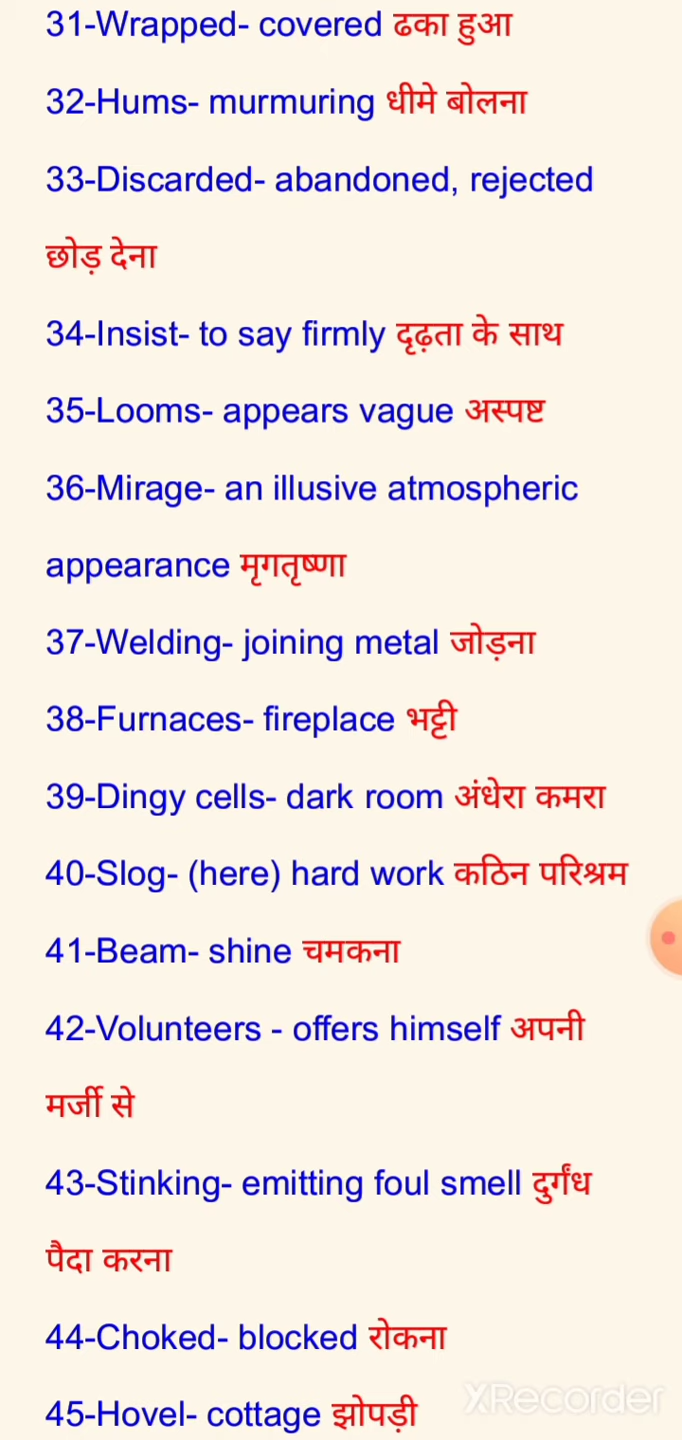 31-Wrapped- covered ढका हुआ
32-Hums- murmuring धीमे बोलना
33-Discarded- abandoned, rejected
छोड़ देना
34-Insist- to say firmly दृढ़ता के साथ
35-Looms- appears vague अस्पष्ट
36-Mirage- an illusive atmospheric
appearance मृगतृष्णा
37-Welding- joining metal जोड़ना
38-Furnaces- fireplace भट्टी
39-Dingy cells- dark room अंधेरा कमरा
40-Slog- (here) hard work कठिन परिश्रम
41-Beam- shine चमकना
42-Volunteers - offers himself अपनी
मर्जी से
43-Stinking- emitting foul smell दुर्गंध
पैदा करना
44-Choked- blocked रोकना
45-Hovel- cottage झोपड़ी
XRecorder